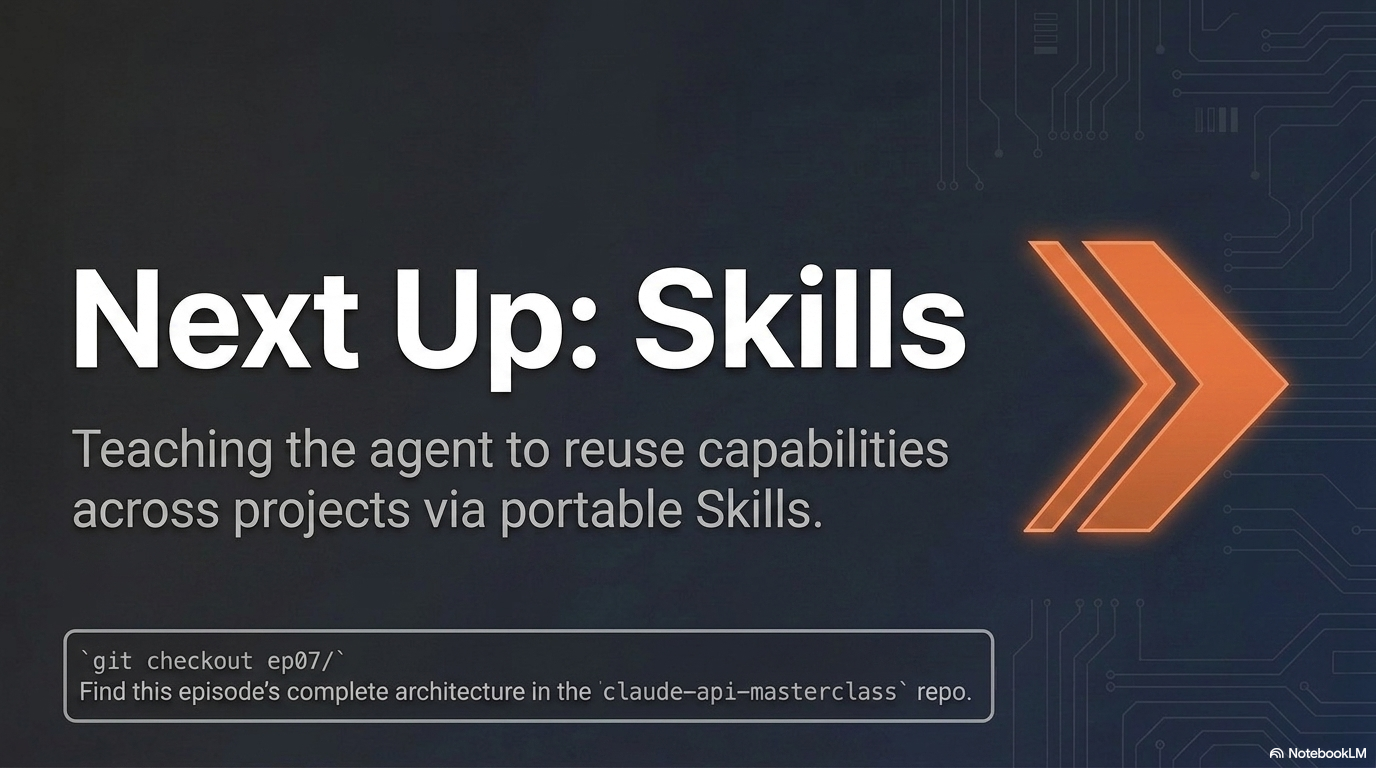 Next Up: Skills
Teaching the agent to reuse capabilities
across projects via portable Skills.
`git checkout ep07/`
Find this episode’s complete architecture in the `claude-api-masterclass` repo.
NotebookLM